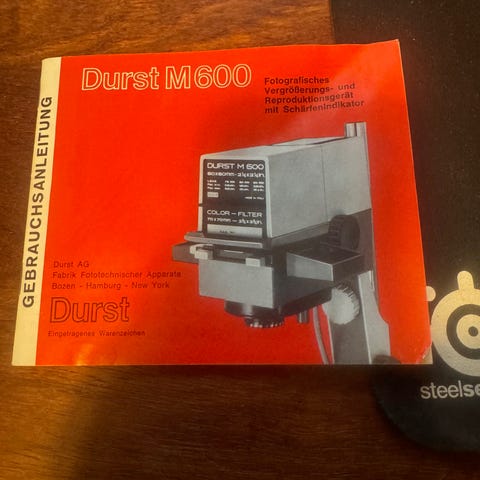 GEBRAUCHSANLEITUNG
Durst M600
Fotografisches
Vergrößerungs- und
Reproduktionsgerät
mit Schärfenindikator
DURST M 600
COLOR - FILTER
Durst AG
Fabrik Fototechnischer Apparate
Bozen - Hamburg - New York
Durst
Eingetragenes Warenzeichen
steelse